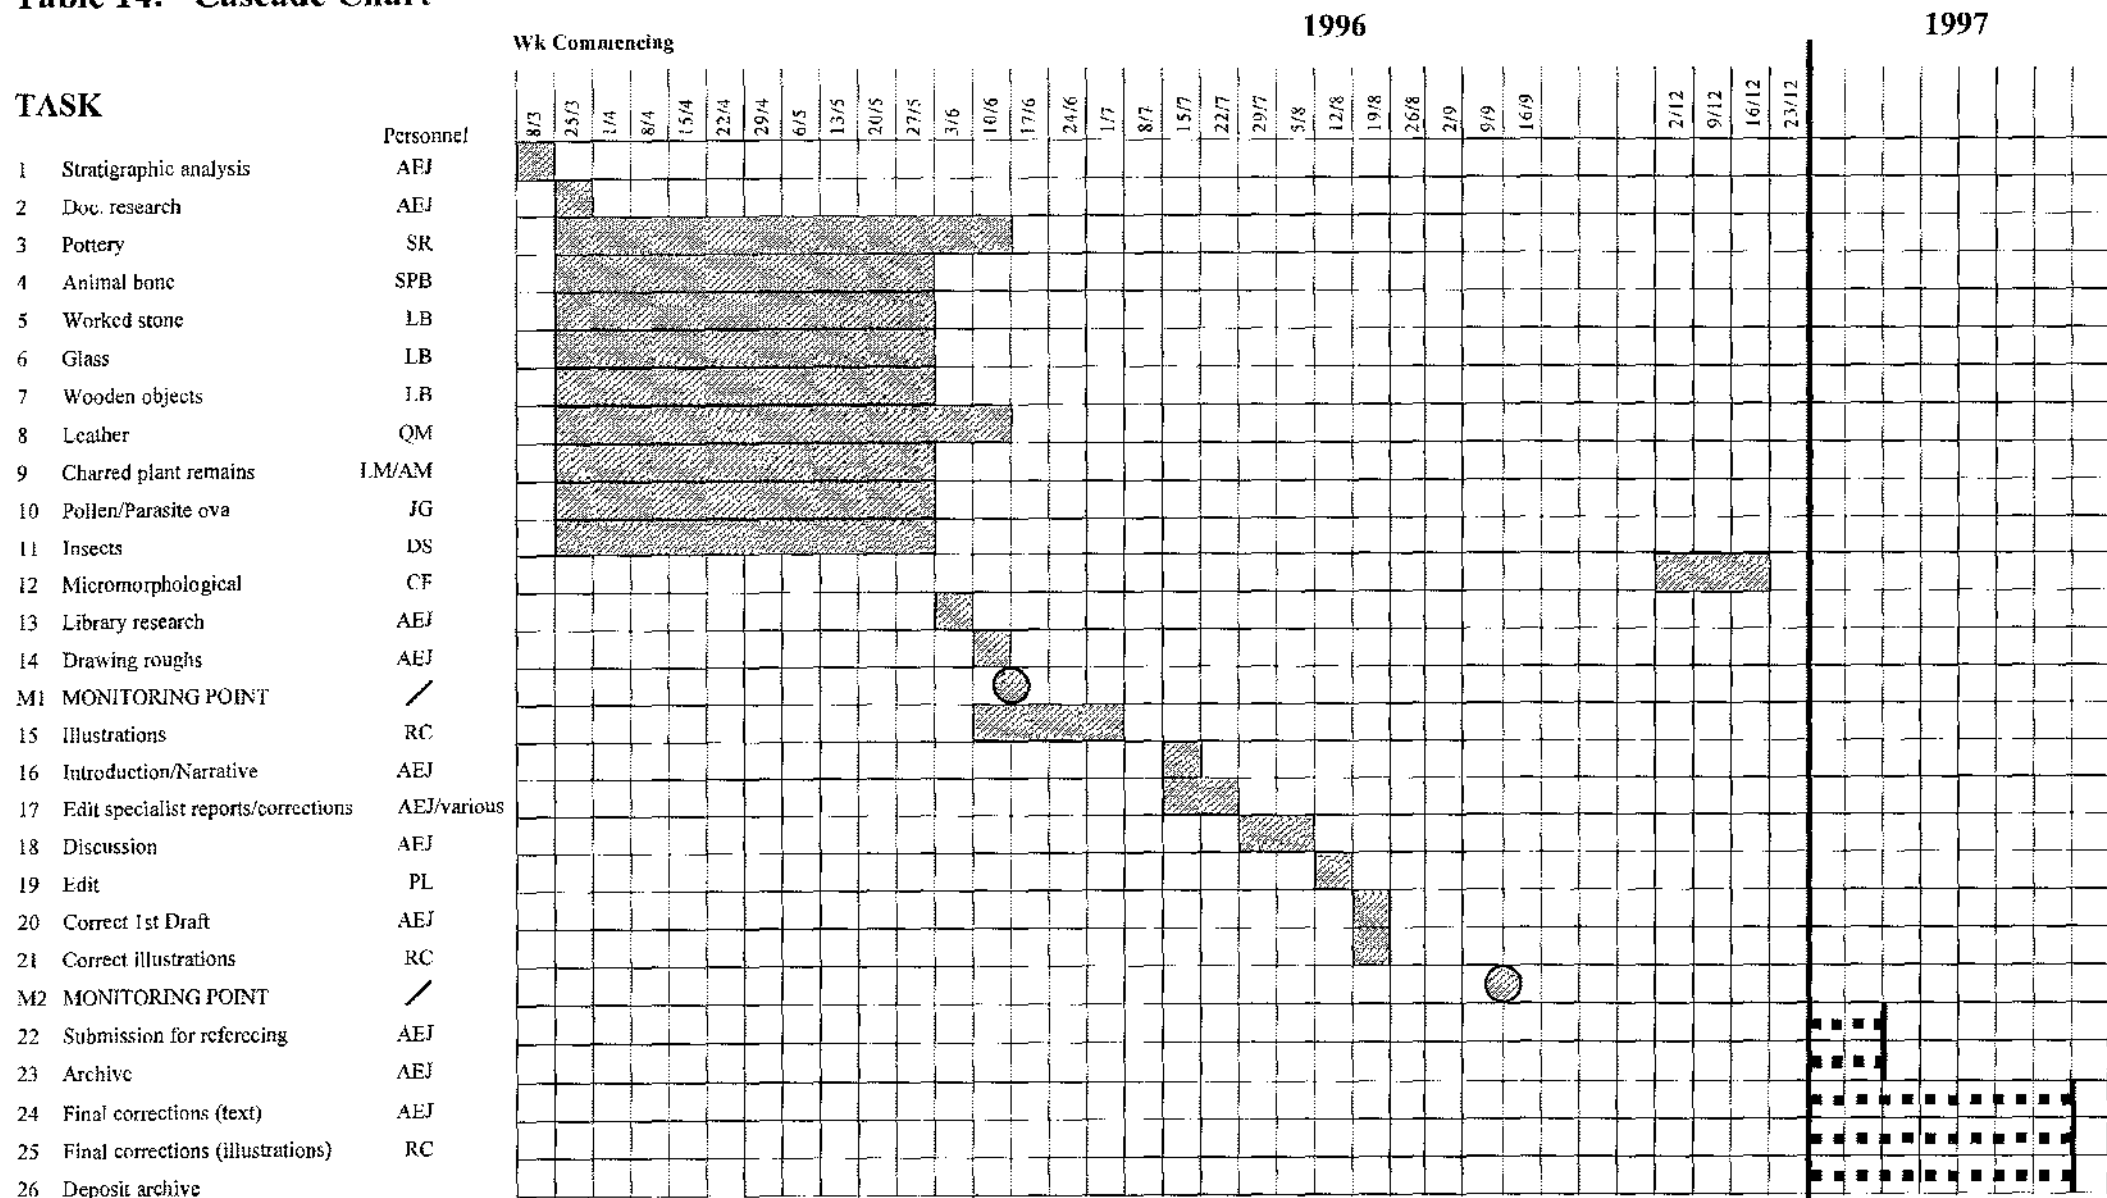 Table 14: Cascade Chart
1996
1997
Wk Commencing
TASK
Personnel
8/3 25/3 1/4 8/4 15/4 22/4 29/4 6/5 13/5 20/5 27/5 3/6 10/6 17/6 24/6 1/7 8/7 15/7 22/7 29/7 5/8 12/8 19/8 26/8 2/9 9/9 16/9 2/12 9/12 16/12 23/12
1 Stratigraphic analysis AEJ
2 Doc. research AEJ
3 Pottery SR
4 Animal bone SPB
5 Worked stone LB
6 Glass LB
7 Wooden objects LB
8 Leather QM
9 Charred plant remains LM/AM
10 Pollen/Parasite ova JG
11 Insects DS
12 Micromorphological CF
13 Library research AEJ
14 Drawing roughs AEJ
M1 MONITORING POINT /
15 Illustrations RC
16 Introduction/Narrative AEJ
17 Edit specialist reports/corrections AEJ/various
18 Discussion AEJ
19 Edit PL
20 Correct 1st Draft AEJ
21 Correct illustrations RC
M2 MONITORING POINT /
22 Submission for refereeing AEJ
23 Archive AEJ
24 Final corrections (text) AEJ
25 Final corrections (illustrations) RC
26 Deposit archive